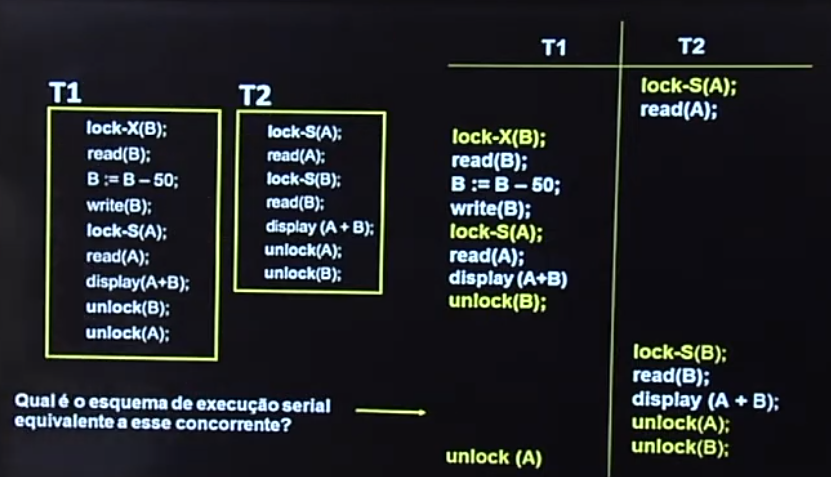 T1
lock-X(B);
read(B);
B := B – 50;
write(B);
lock-S(A);
read(A);
display(A+B);
unlock(B);
unlock(A);
T2
lock-S(A);
read(A);
lock-S(B);
read(B);
display (A + B);
unlock(A);
unlock(B);
Qual é o esquema de execução serial
equivalente a esse concorrente?
T1
T2
lock-S(A);
read(A);
lock-X(B);
read(B);
B := B – 50;
write(B);
lock-S(A);
read(A);
display (A+B)
unlock(B);
lock-S(B);
read(B);
display (A + B);
unlock(A);
unlock(B);
unlock (A)